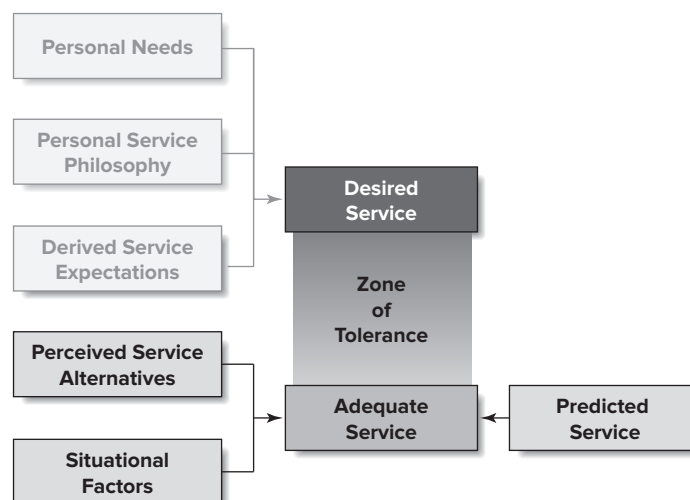 Personal Needs
Personal Service
Philosophy
Derived Service
Expectations
Perceived Service
Alternatives
Situational
Factors
Desired
Service
Zone
of
Tolerance
Adequate
Service
Predicted
Service